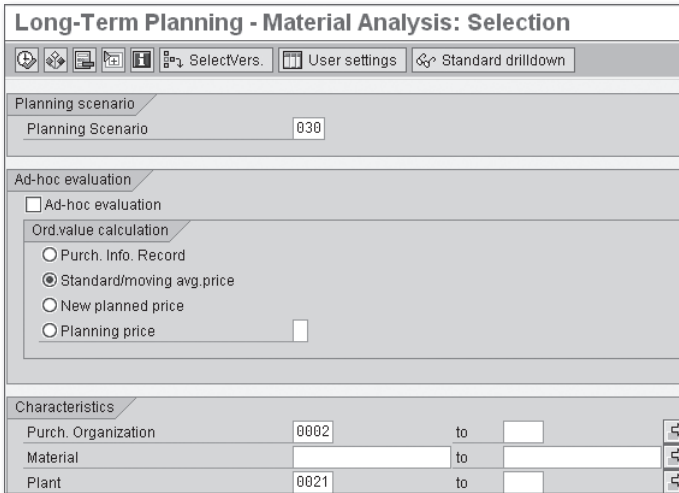 Long-Term Planning - Material Analysis: Selection
SelectVers. User settings Standard drilldown
Planning scenario
Planning Scenario 030
Ad-hoc evaluation
Ad-hoc evaluation
Ord.value calculation
Purch. Info. Record
Standard/moving avg.price
New planned price
Planning price
Characteristics
Purch. Organization 0002 to
Material to
Plant 0021 to